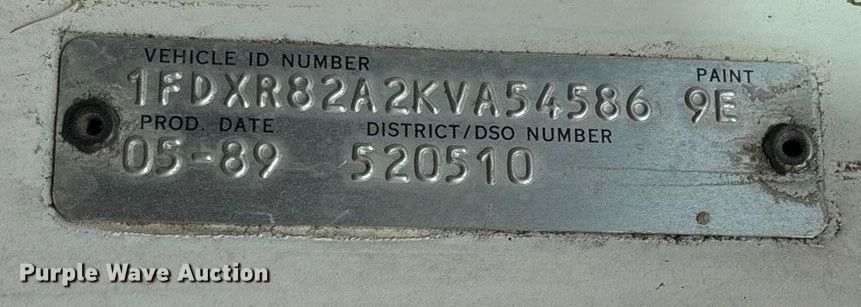 VEHICLE ID NUMBER PAINT
1FDXR82A2KVA54586 9E
PROD. DATE DISTRICT/DSO NUMBER
05-89 520510
Purple Wave Auction